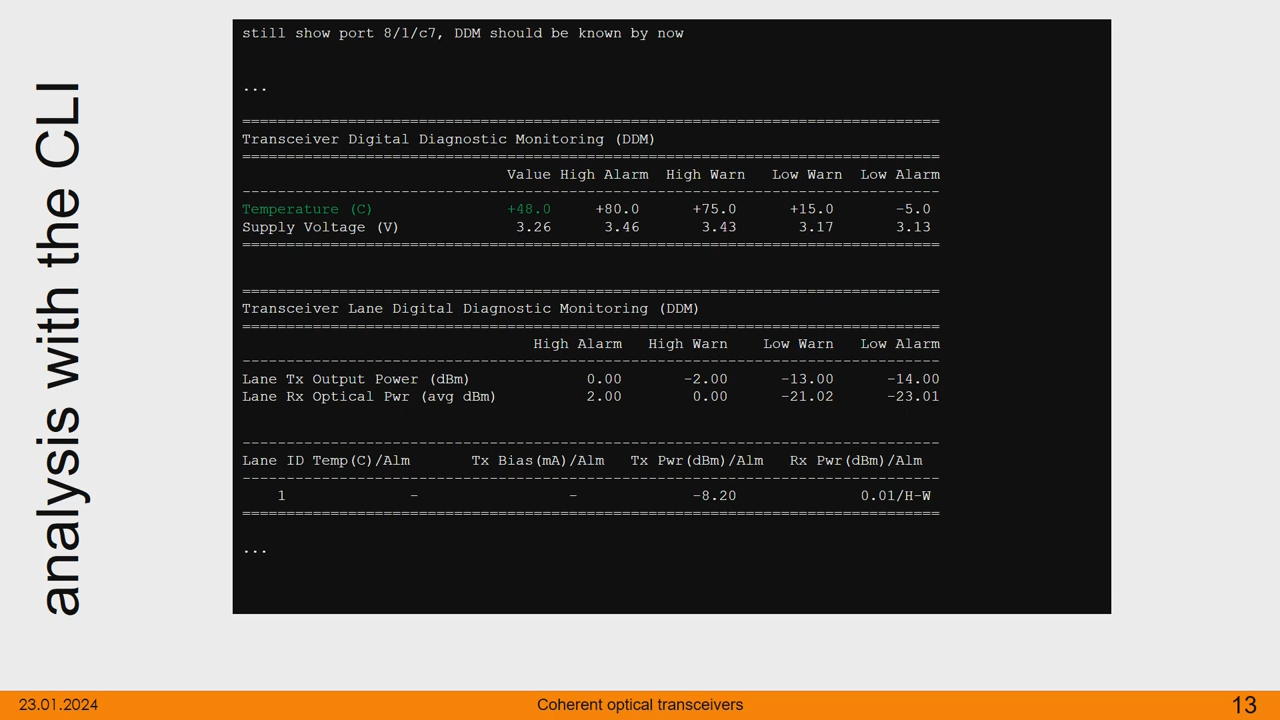 analysis with the CLI
still show port 8/1/c7, DDM should be known by now
...
===============================================================================
Transceiver Digital Diagnostic Monitoring (DDM)
===============================================================================
                              Value High Alarm  High Warn   Low Warn  Low Alarm
-------------------------------------------------------------------------------
Temperature (C)               +48.0     +80.0      +75.0      +15.0       -5.0
Supply Voltage (V)             3.26      3.46       3.43       3.17       3.13
===============================================================================
===============================================================================
Transceiver Lane Digital Diagnostic Monitoring (DDM)
===============================================================================
                                 High Alarm   High Warn    Low Warn   Low Alarm
-------------------------------------------------------------------------------
Lane Tx Output Power (dBm)             0.00       -2.00      -13.00      -14.00
Lane Rx Optical Pwr (avg dBm)          2.00        0.00      -21.02      -23.01
-------------------------------------------------------------------------------
Lane ID Temp(C)/Alm       Tx Bias(mA)/Alm   Tx Pwr(dBm)/Alm   Rx Pwr(dBm)/Alm
-------------------------------------------------------------------------------
    1              -                 -             -8.20              0.01/H-W
===============================================================================
...
23.01.2024
Coherent optical transceivers
13